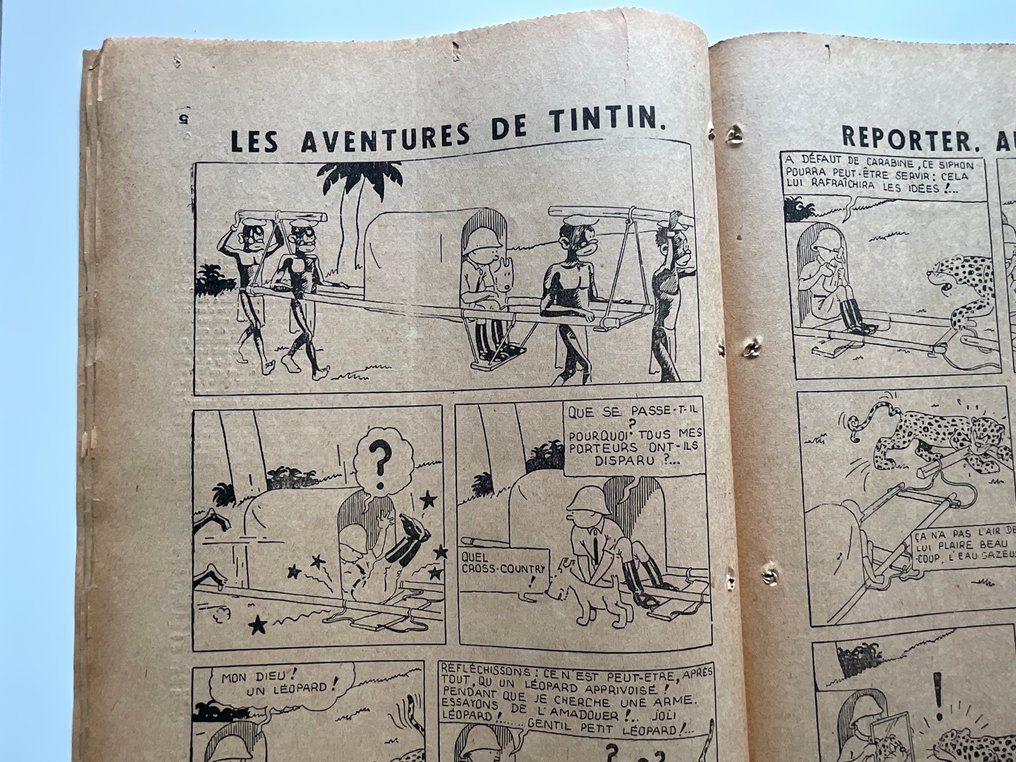 5
LES AVENTURES DE TINTIN.
?
QUE SE PASSE-T-IL
?
POURQUOI TOUS MES
PORTEURS ONT-ILS
DISPARU ?...
QUEL
CROSS-COUNTRY
!
MON DIEU !
UN LÉOPARD !
RÉFLÉCHISSONS : CE N'EST PEUT-ETRE, APRÈS
TOUT, QU'UN LÉOPARD APPRIVOISÉ !
PENDANT QUE JE CHERCHE UNE ARME.
ESSAYONS DE L'AMADOUER !.. JOLI
LÉOPARD !...... GENTIL PETIT LÉOPARD !...
? ?
REPORTER.
A DÉFAUT DE CARABINE, CE SIPHON
POURRA PEUT-ÊTRE SERVIR ; CELA
LUI RAFRAÎCHIRA LES IDÉES !...
ÇA N'A PAS L'AIR DE
LUI PLAIRE BEAU
-COUP, L'EAU GAZEUS
!